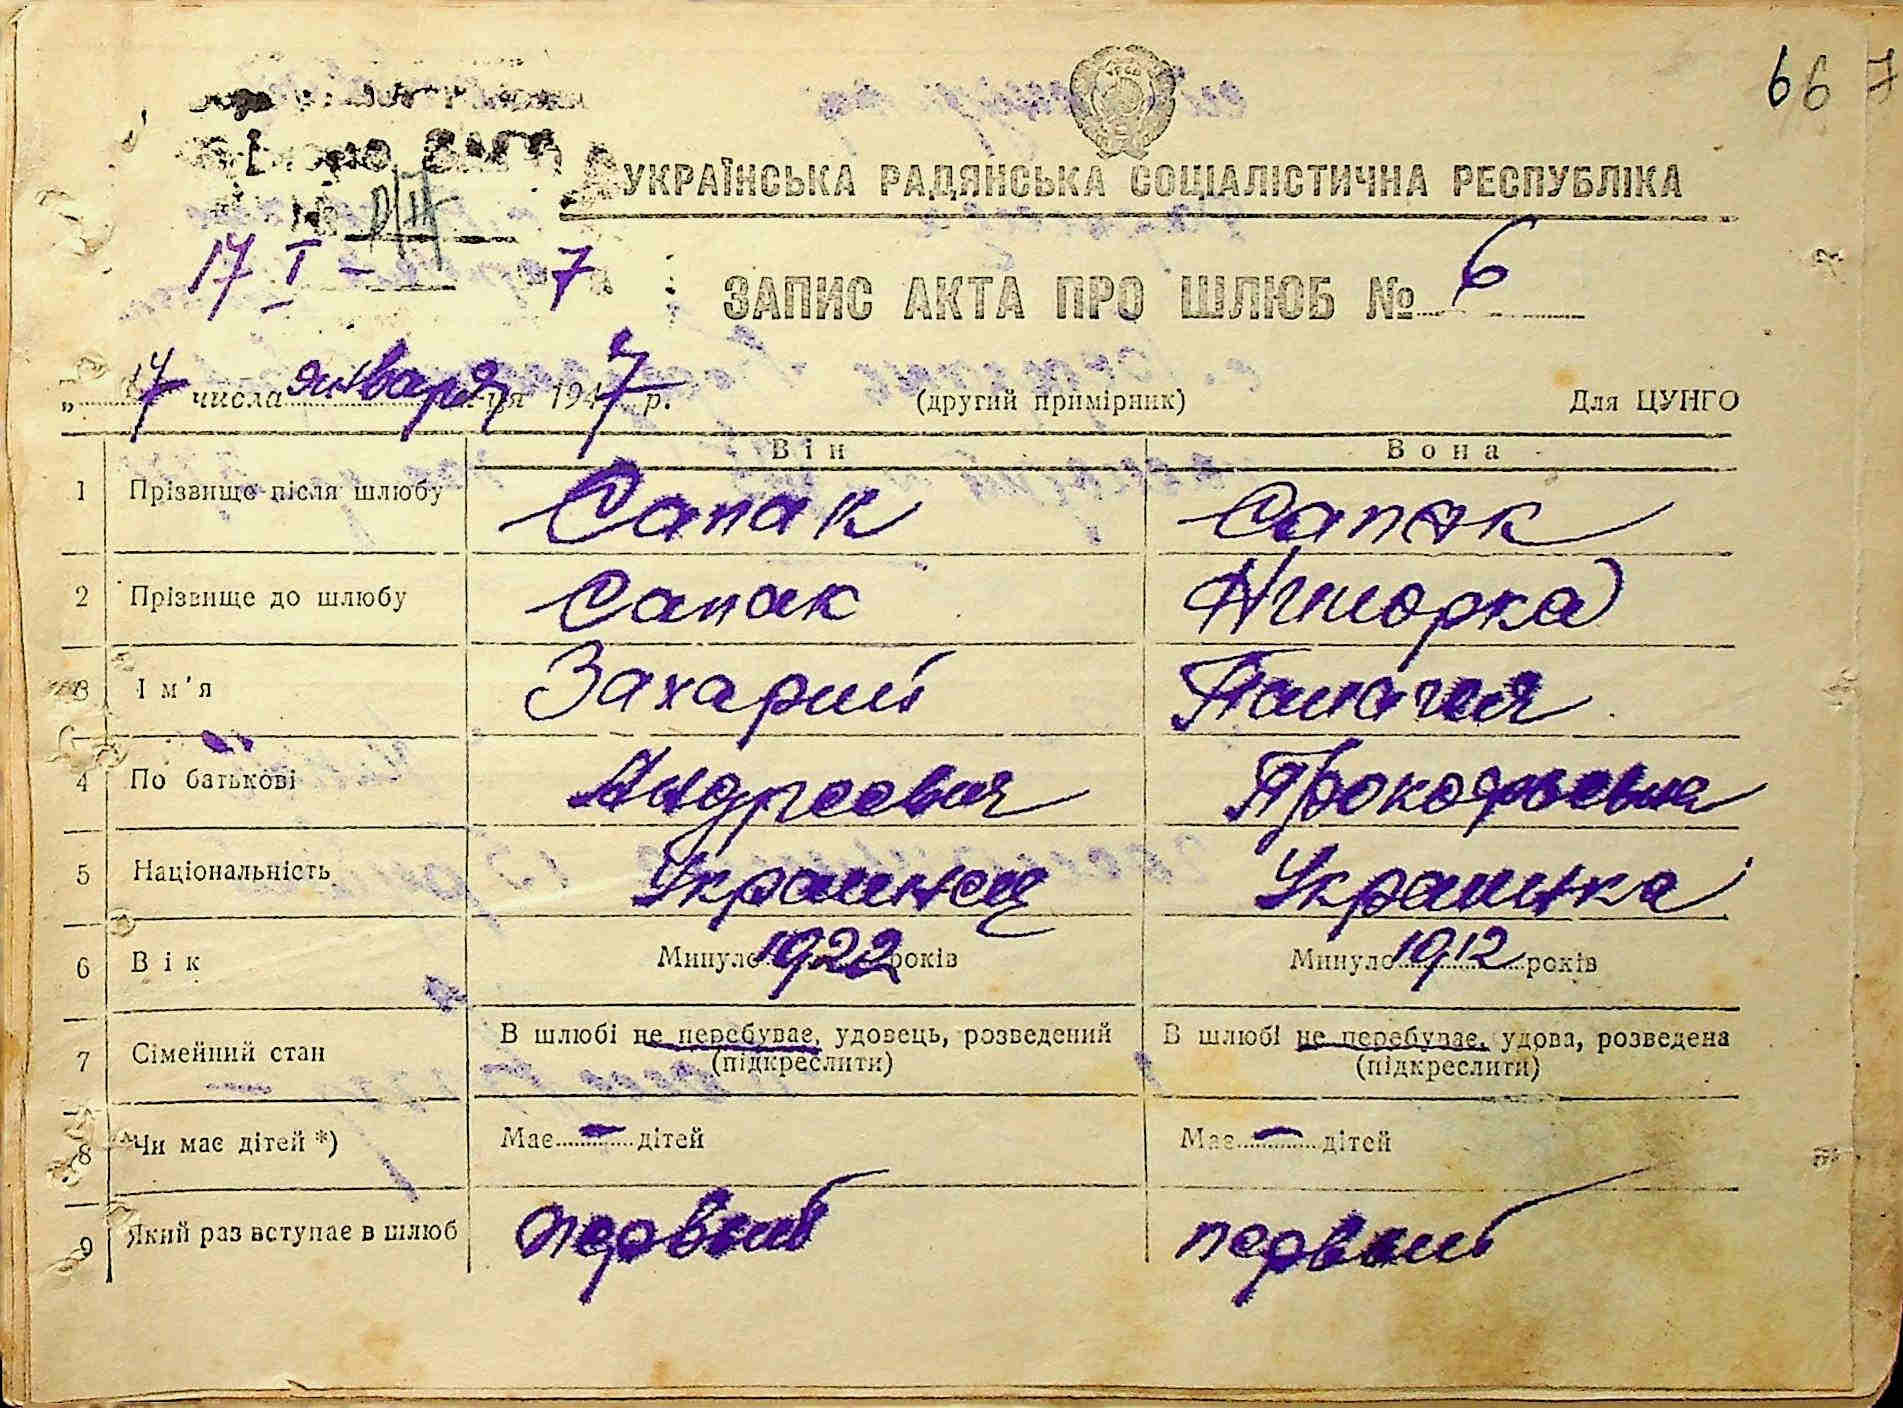 66
УКРАЇНСЬКА РАДЯНСЬКА СОЦІАЛІСТИЧНА РЕСПУБЛІКА
№
17 I - 7
ЗАПИС АКТА ПРО ШЛЮБ № 6
„ 17 числа января ця 1947 р. (другий примірник) Для ЦУНГО
Він Вона
1 Прізвище після шлюбу Сапак Сапак
2 Прізвище до шлюбу Сапак
3 Ім'я Захарий
4 По батькові Андреевич Прокофьевна
5 Національність Украинец Украинка
6 Вік Минуло 1922 років Минуло 1912 років
7 Сімейний стан В шлюбі не перебуває, удовець, розведений В шлюбі не перебуває, удова, розведена
(підкреслити) (підкреслити)
8 Чи має дітей *) Має – дітей Має – дітей
9 Який раз вступає в шлюб первый первый